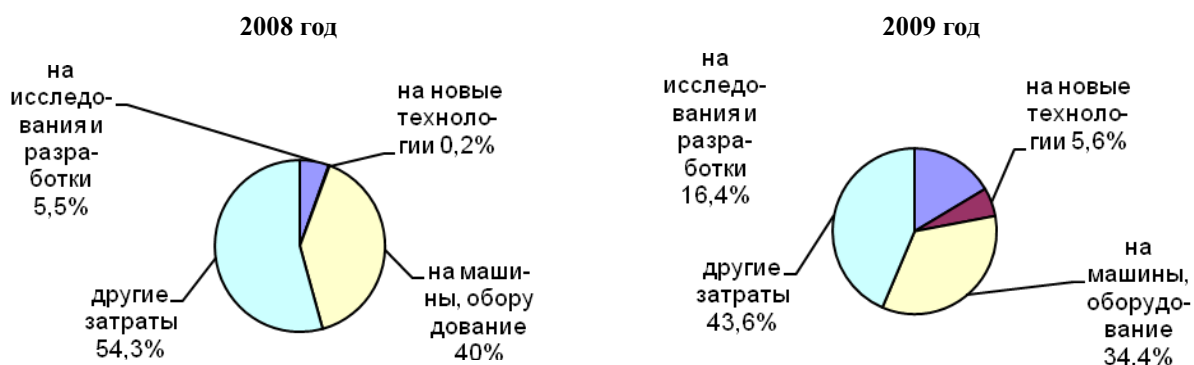 2008 год
на
исследо-
вания и
разра-
ботки
5,5%
на новые
техноло-
гии 0,2%
на маши-
ны, обору
дование
40%
другие
затраты
54,3%
2009 год
на
исследо-
вания и
разра-
ботки
16,4%
на новые
техноло-
гии 5,6%
на
машины,
оборудо-
вание
34,4%
другие
затраты
43,6%